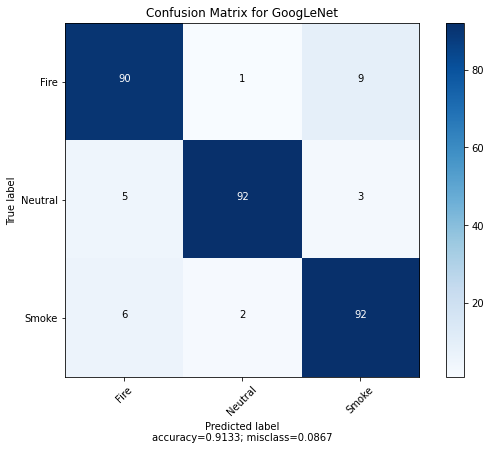 Confusion Matrix for GoogLeNet
Fire
90
1
9
80
60
True label
Neutral
5
92
3
40
Smoke
6
2
92
20
Fire
Neutral
Smoke
Predicted label
accuracy=0.9133; misclass=0.0867